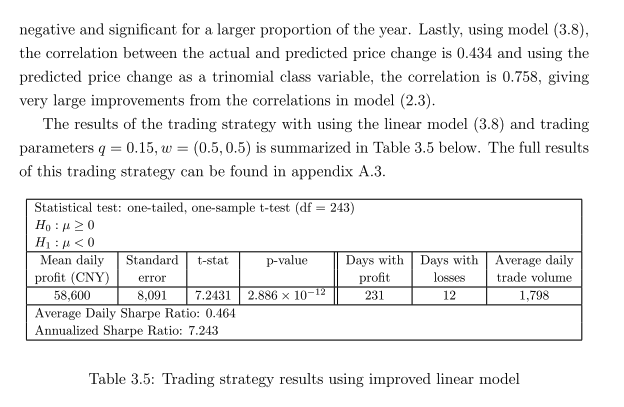 negative and significant for a larger proportion of the year. Lastly, using model (3.8),
the correlation between the actual and predicted price change is 0.434 and using the
predicted price change as a trinomial class variable, the correlation is 0.758, giving
very large improvements from the correlations in model (2.3).
The results of the trading strategy with using the linear model (3.8) and trading
parameters q = 0.15, w = (0.5, 0.5) is summarized in Table 3.5 below. The full results
of this trading strategy can be found in appendix A.3.
Statistical test: one-tailed, one-sample t-test (df = 243)
H₀ : μ ≥ 0
H₁ : μ < 0
Mean daily Standard t-stat p-value Days with Days with Average daily
profit (CNY) error profit losses trade volume
58,600 8,091 7.2431 2.886 × 10⁻¹² 231 12 1,798
Average Daily Sharpe Ratio: 0.464
Annualized Sharpe Ratio: 7.243
Table 3.5: Trading strategy results using improved linear model